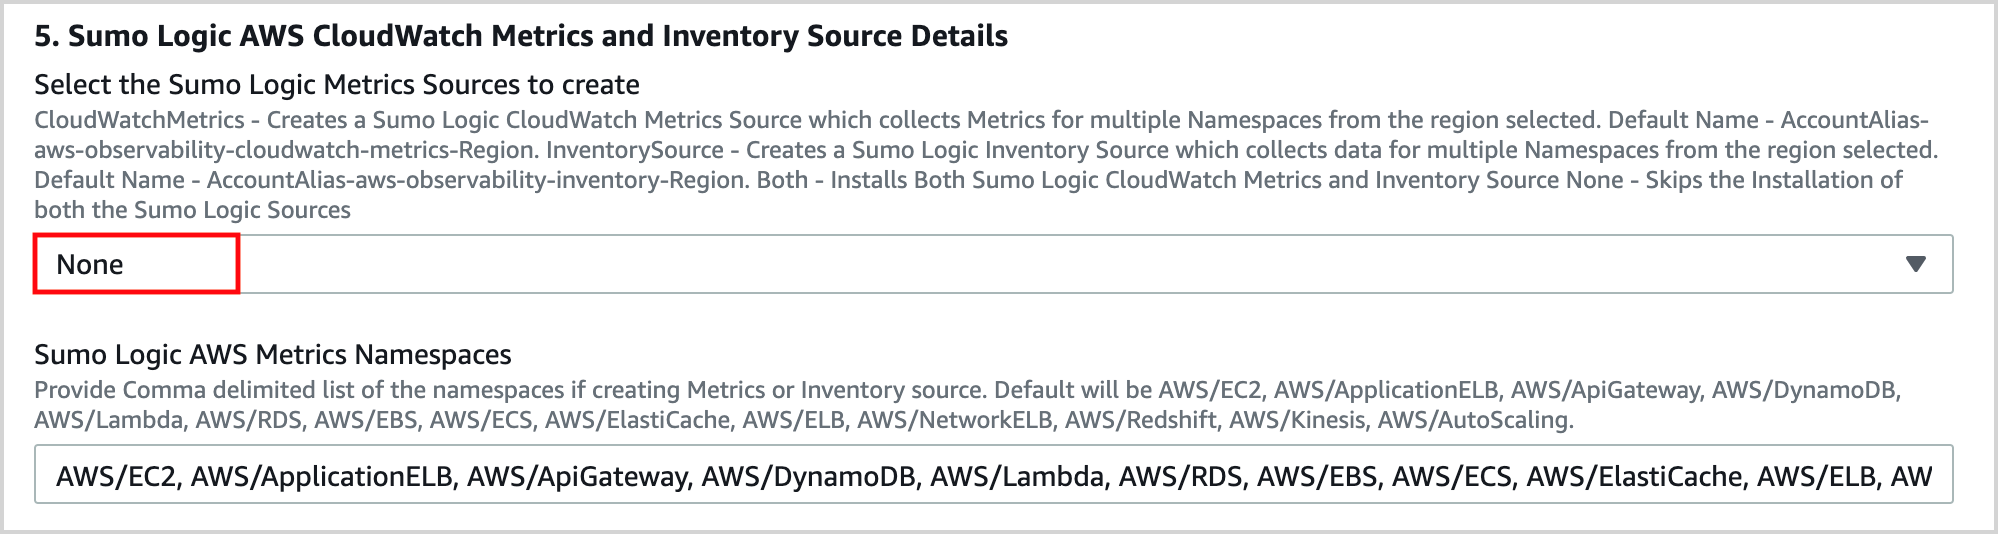 5. Sumo Logic AWS CloudWatch Metrics and Inventory Source Details
Select the Sumo Logic Metrics Sources to create
CloudWatchMetrics - Creates a Sumo Logic CloudWatch Metrics Source which collects Metrics for multiple Namespaces from the region selected. Default Name - AccountAlias-
aws-observability-cloudwatch-metrics-Region. InventorySource - Creates a Sumo Logic Inventory Source which collects data for multiple Namespaces from the region selected.
Default Name - AccountAlias-aws-observability-inventory-Region. Both - Installs Both Sumo Logic CloudWatch Metrics and Inventory Source None - Skips the Installation of
both the Sumo Logic Sources
None
Sumo Logic AWS Metrics Namespaces
Provide Comma delimited list of the namespaces if creating Metrics or Inventory source. Default will be AWS/EC2, AWS/ApplicationELB, AWS/ApiGateway, AWS/DynamoDB,
AWS/Lambda, AWS/RDS, AWS/EBS, AWS/ECS, AWS/ElastiCache, AWS/ELB, AWS/NetworkELB, AWS/Redshift, AWS/Kinesis, AWS/AutoScaling.
AWS/EC2, AWS/ApplicationELB, AWS/ApiGateway, AWS/DynamoDB, AWS/Lambda, AWS/RDS, AWS/EBS, AWS/ECS, AWS/ElastiCache, AWS/ELB, AW